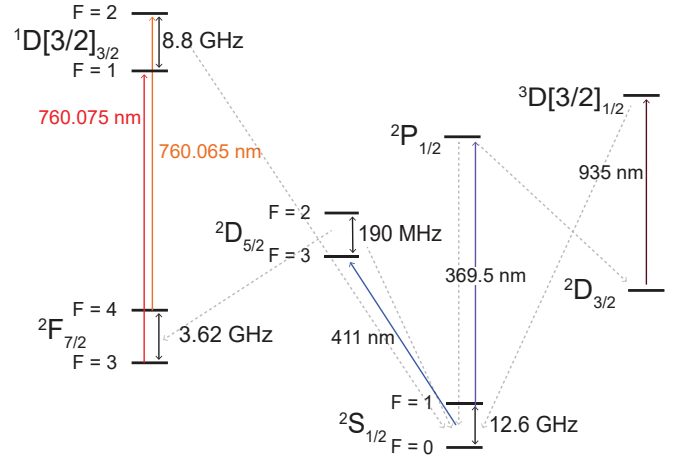 F = 2
¹D[3/2]₃/₂
8.8 GHz
F = 1
³D[3/2]₁/₂
760.075 nm
²P₁/₂
760.065 nm
935 nm
F = 2
²D₅/₂
190 MHz
F = 3
369.5 nm
²D₃/₂
F = 4
²F₇/₂
3.62 GHz
411 nm
F = 3
F = 1
²S₁/₂
12.6 GHz
F = 0